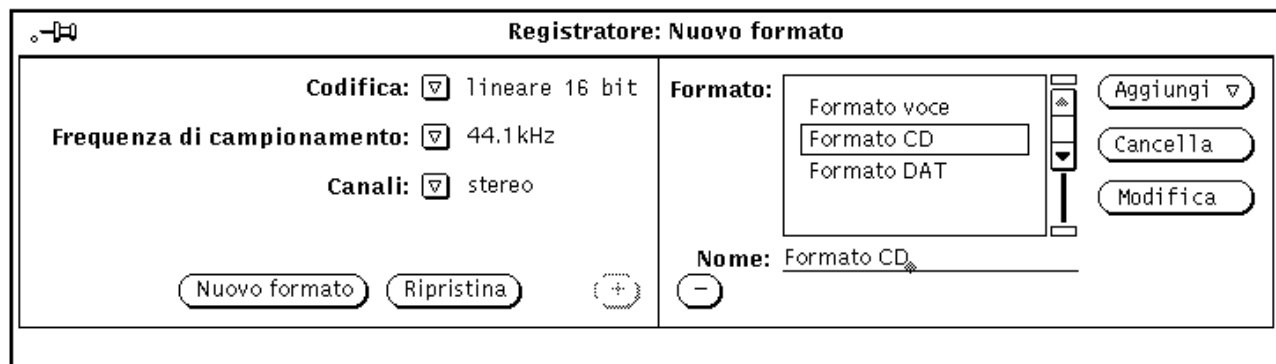 Registratore: Nuovo formato
Codifica: lineare 16 bit
Frequenza di campionamento: 44.1kHz
Canali: stereo
Nuovo formato Ripristina +
Formato:
Formato voce
Formato CD
Formato DAT
Aggiungi
Cancella
Modifica
Nome: Formato CD
−